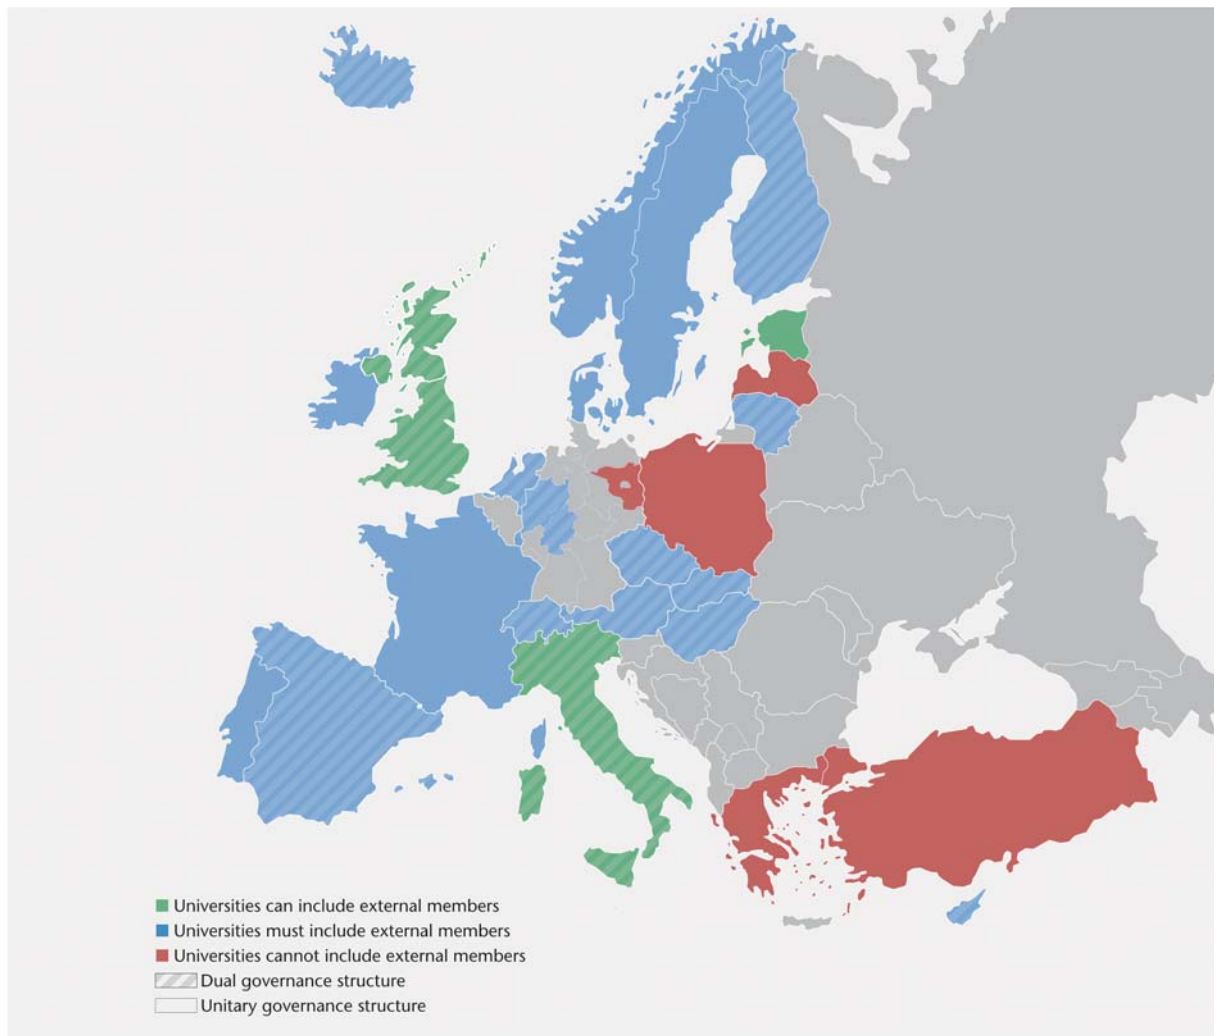 Universities can include external members
Universities must include external members
Universities cannot include external members
Dual governance structure
Unitary governance structure